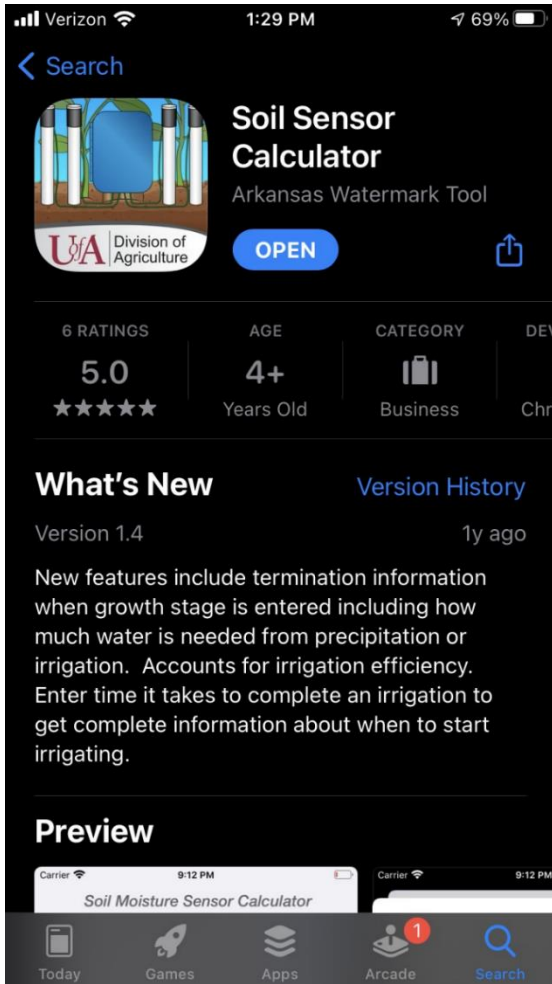 Verizon 1:29 PM 69%
Search
Soil Sensor
Calculator
Arkansas Watermark Tool
UofA Division of
Agriculture
OPEN
6 RATINGS AGE CATEGORY DEV
5.0 4+
Years Old Business Chr
What's New Version History
Version 1.4 1y ago
New features include termination information
when growth stage is entered including how
much water is needed from precipitation or
irrigation. Accounts for irrigation efficiency.
Enter time it takes to complete an irrigation to
get complete information about when to start
irrigating.
Preview
Carrier 9:12 PM Carrier 9:12 PM
Soil Moisture Sensor Calculator
1
Today Games Apps Arcade Search